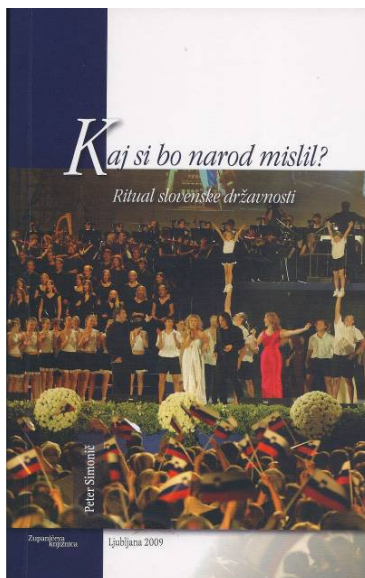 Kaj si bo narod mislil?
Ritual slovenske državnosti
Peter Simonič
Županičeva
knjižnica
Ljubljana 2009